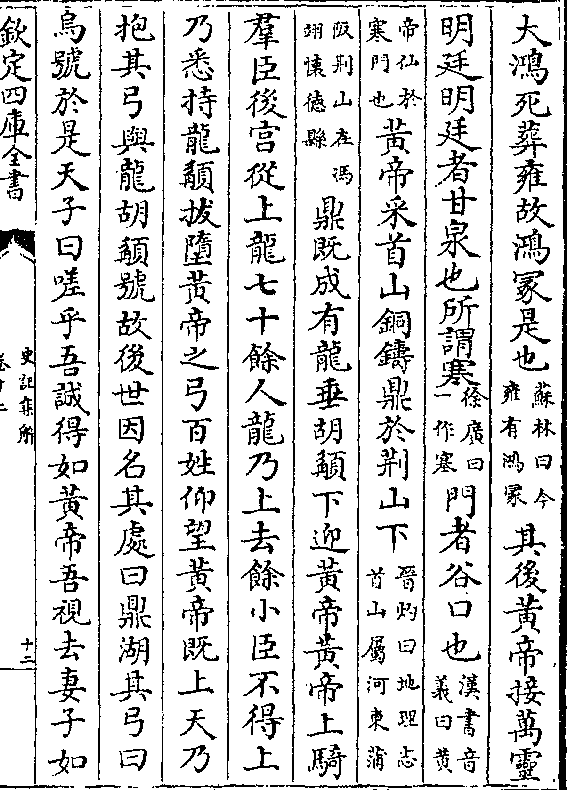 大鴻死葬雍故鴻冢是也蘇林曰今雍有鴻冢其後黃帝接萬靈
明廷明廷者甘泉也所謂寒徐廣曰一作塞門者谷口也漢書音義曰黃
帝仙於寒門也黃帝采首山銅鑄鼎於荆山下晉灼曰地理志首山屬河東蒲
阪荆山在馮翊懷德縣鼎既成有龍垂胡髯下迎黃帝黃帝上騎
羣臣後宮從上龍七十餘人龍乃上去餘小臣不得上
乃悉持龍髯拔墮黃帝之弓百姓仰望黃帝既上天乃
抱其弓與龍胡髯號故後世因名其處曰鼎湖其弓曰
烏號於是天子曰嗟乎吾誠得如黃帝吾視去妻子如
欽定四庫全書
史記集解
卷十二
十二